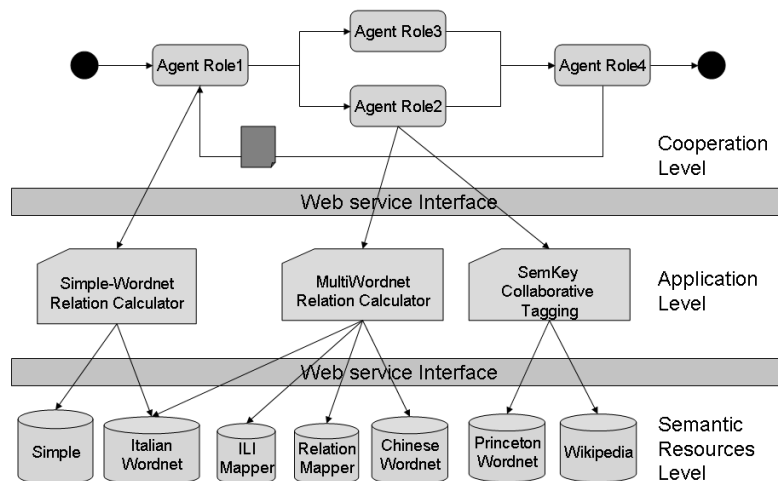 Agent Role3
Agent Role1
Agent Role4
Agent Role2
Cooperation
Level
Web service Interface
Simple-Wordnet
Relation Calculator
MultiWordnet
Relation Calculator
SemKey
Collaborative
Tagging
Application
Level
Web service Interface
Simple
Italian
Wordnet
ILI
Mapper
Relation
Mapper
Chinese
Wordnet
Princeton
Wordnet
Wikipedia
Semantic
Resources
Level